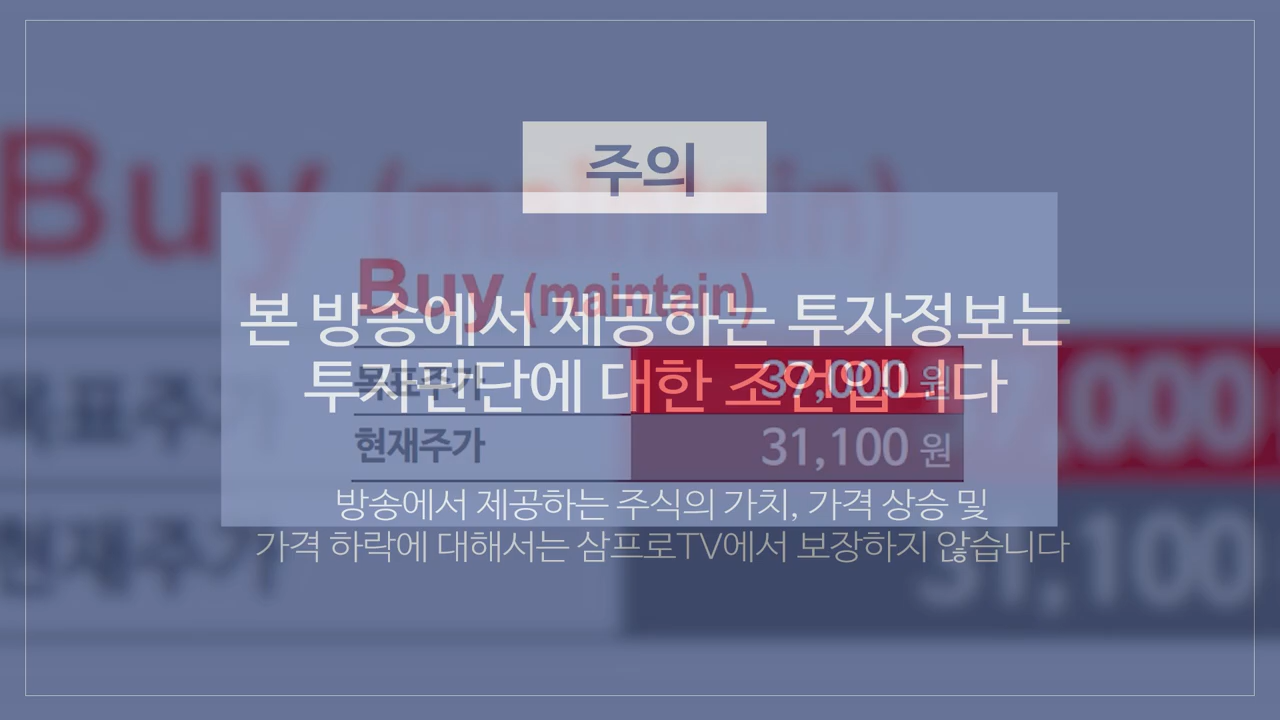 주의
Buy (maintain)
본 방송에서 제공하는 투자정보는
투자판단에 대한 조언입니다
목표주가 37,000 원
현재주가 31,100 원
방송에서 제공하는 주식의 가치, 가격 상승 및
가격 하락에 대해서는 삼프로TV에서 보장하지 않습니다